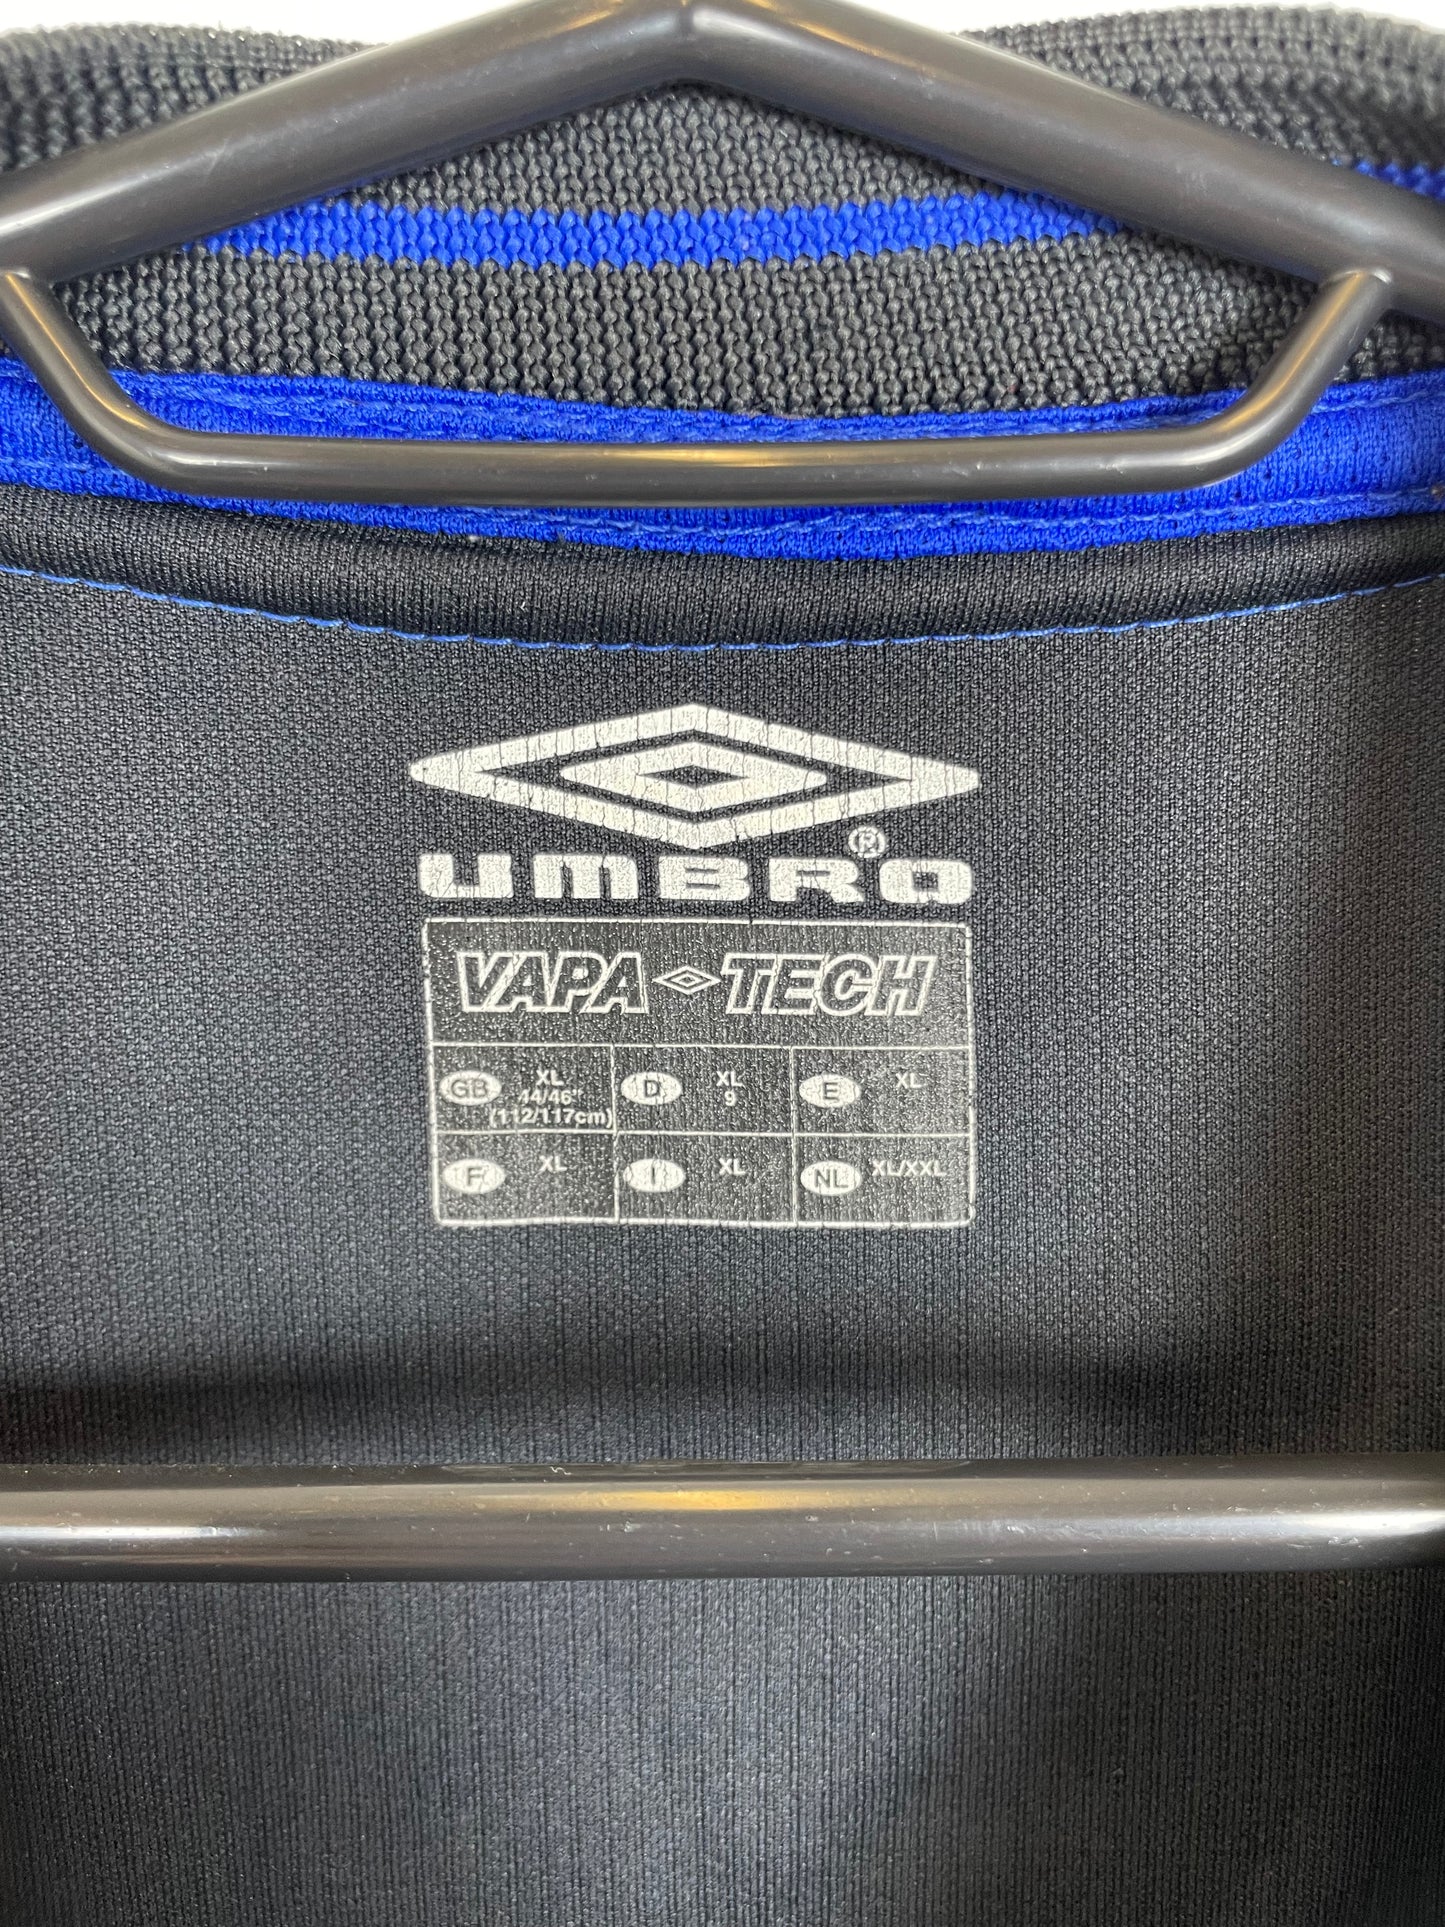 UMBRO®
VAPA TECH
GB XL 44/46" (112/117cm)
D XL 9
E XL
F XL
I XL
NL XL/XXL